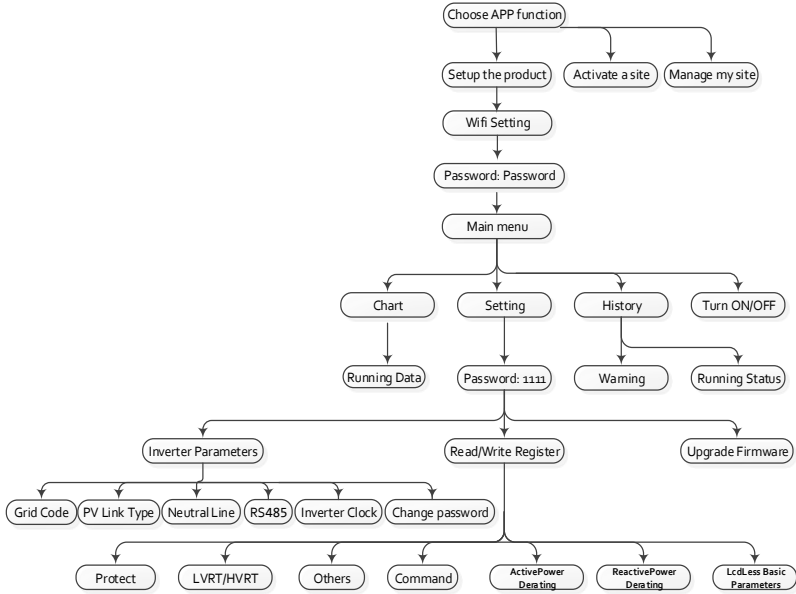 Choose APP function
Setup the product
Activate a site
Manage my site
Wifi Setting
Password: Password
Main menu
Chart
Setting
History
Turn ON/OFF
Running Data
Password: 1111
Warning
Running Status
Inverter Parameters
Read/Write Register
Upgrade Firmware
Grid Code
PV Link Type
Neutral Line
RS485
Inverter Clock
Change password
Protect
LVRT/HVRT
Others
Command
ActivePower
Derating
ReactivePower
Derating
LcdLess Basic
Parameters